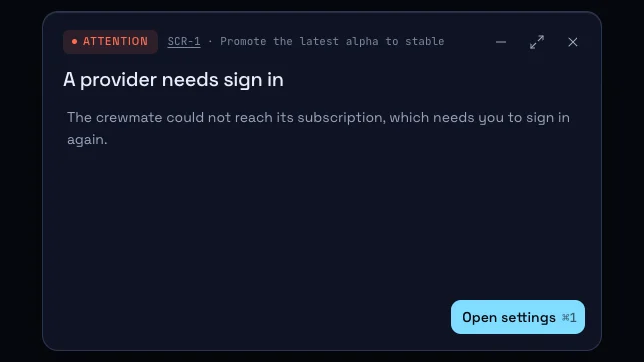 ATTENTION SCR-1 · Promote the latest alpha to stable
A provider needs sign in
The crewmate could not reach its subscription, which needs you to sign in
again.
Open settings ⌘1